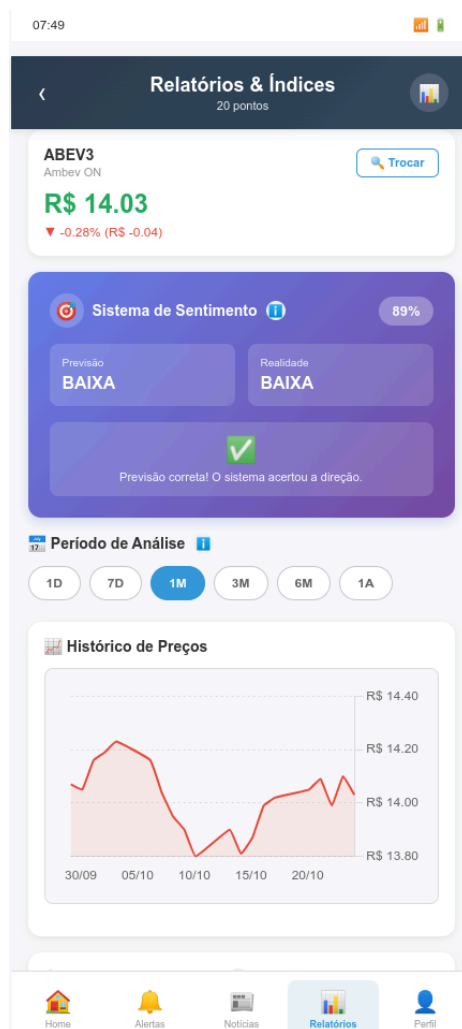 07:49
‹
Relatórios & Índices
20 pontos
ABEV3
Ambev ON
🔍 Trocar
R$ 14.03
▼ -0.28% (R$ -0.04)
Sistema de Sentimento ℹ️
89%
Previsão
BAIXA
Realidade
BAIXA
Previsão correta! O sistema acertou a direção.
Período de Análise ℹ️
1D
7D
1M
3M
6M
1A
Histórico de Preços
R$ 14.40
R$ 14.20
R$ 14.00
R$ 13.80
30/09 05/10 10/10 15/10 20/10
Home Alertas Notícias Relatórios Perfil